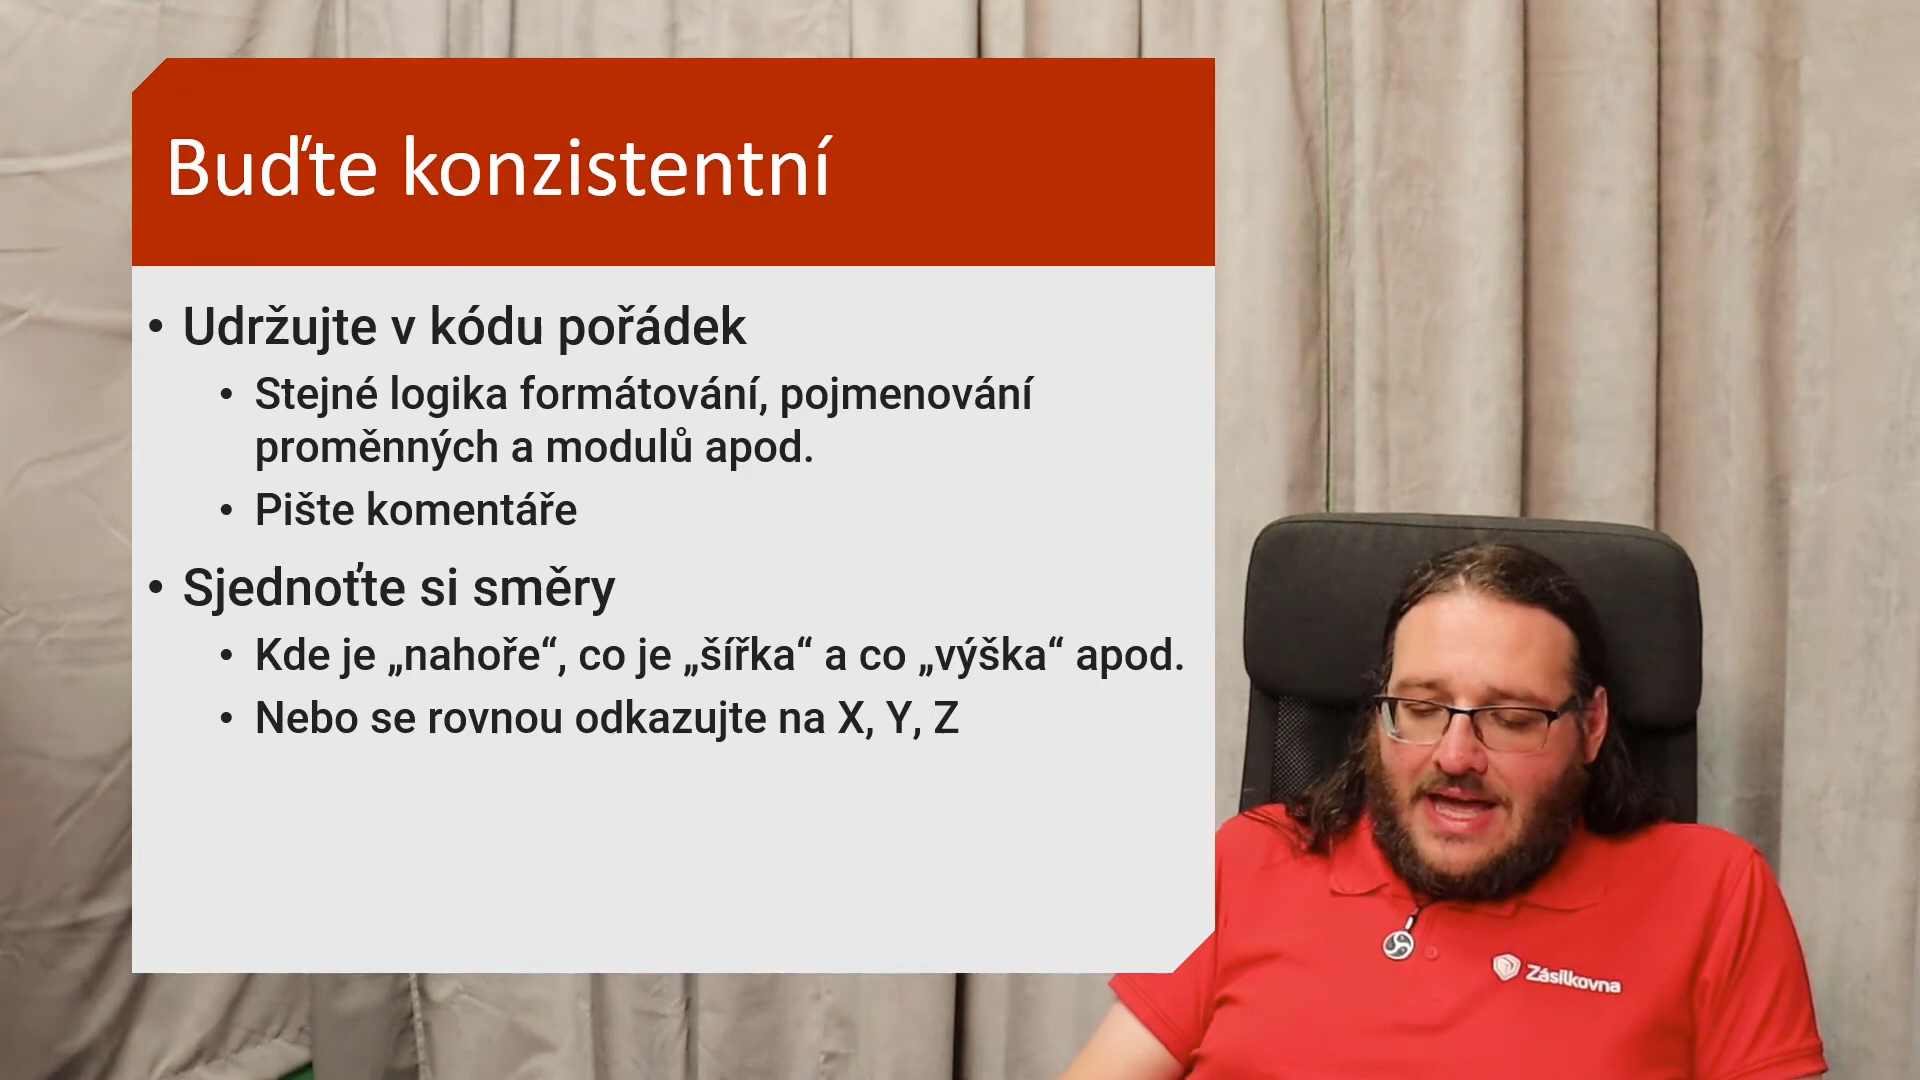 Buďte konzistentní
• Udržujte v kódu pořádek
• Stejné logika formátování, pojmenování
proměnných a modulů apod.
• Pište komentáře
• Sjednoťte si směry
• Kde je „nahoře“, co je „šířka“ a co „výška“ apod.
• Nebo se rovnou odkazujte na X, Y, Z
Zásilkovna